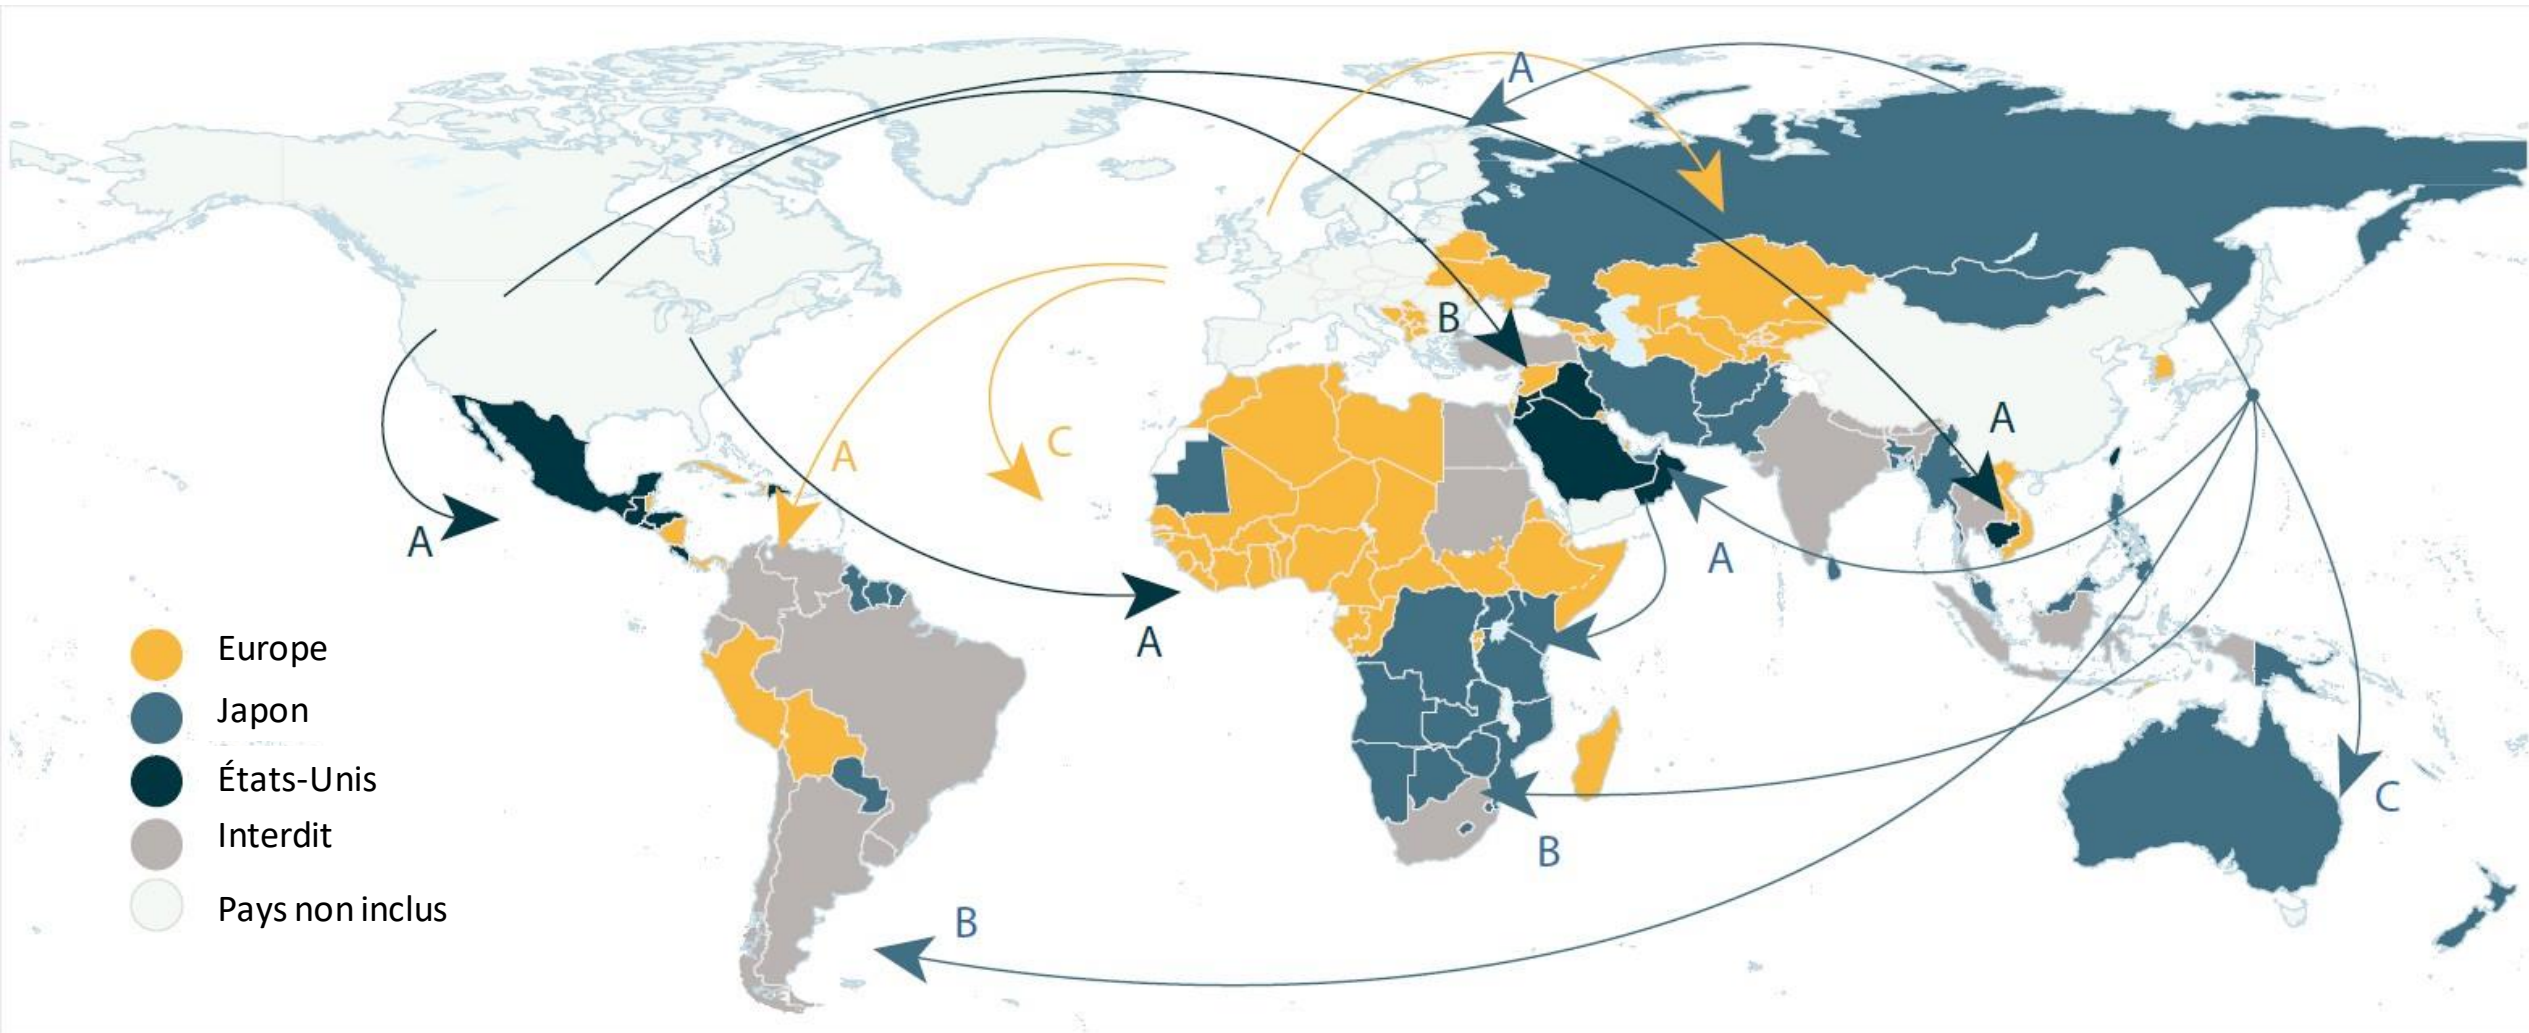 A
B
A
A
C
A
A
A
C
B
B
Europe
Japon
États-Unis
Interdit
Pays non inclus